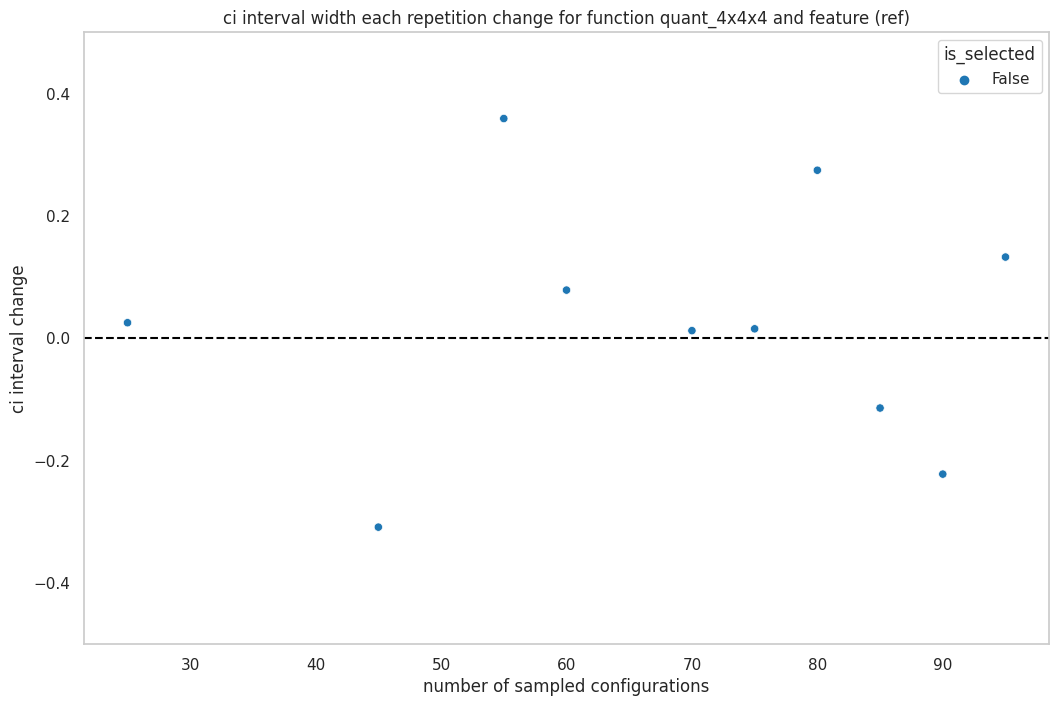 ci interval width each repetition change for function quant_4x4x4 and feature (ref)
is_selected
False
ci interval change
0.4
0.2
0.0
−0.2
−0.4
30 40 50 60 70 80 90
number of sampled configurations